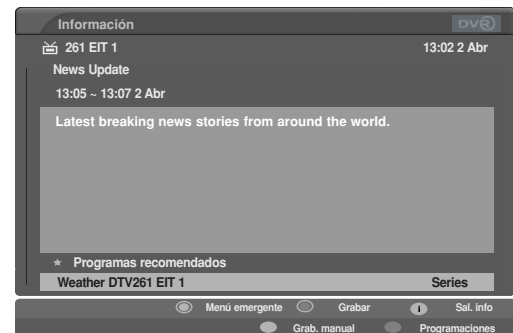 Información DVR
261 EIT 1 13:02 2 Abr
News Update
13:05 ~ 13:07 2 Abr
Latest breaking news stories from around the world.
* Programas recomendados
Weather DTV261 EIT 1 Series
Menú emergente Grabar i Sal. info
Grab. manual Programaciones